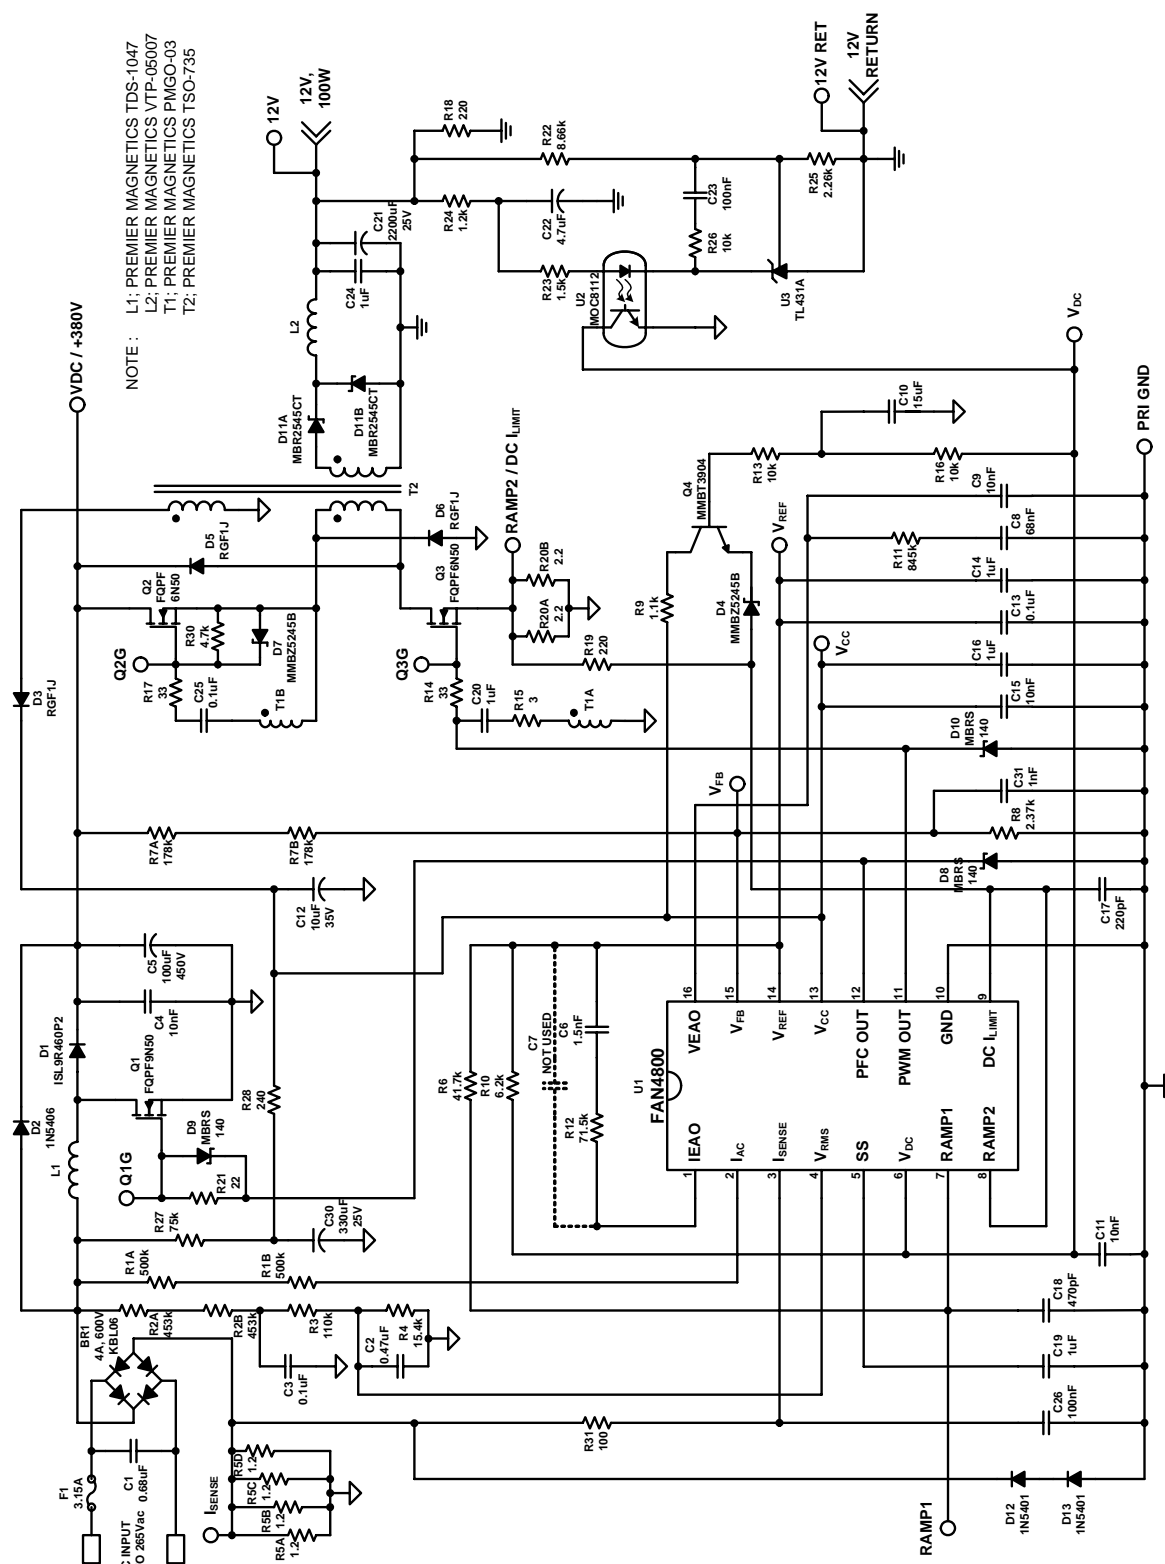 NOTE : L1; PREMIER MAGNETICS TDS-1047
L2; PREMIER MAGNETICS VTP-05007
T1; PREMIER MAGNETICS PMGO-03
T2; PREMIER MAGNETICS TSO-735
12V
12V,
100W
R18
220
12V RET
12V
RETURN
R22
8.66k
R25
2.26k
C21
2200uF
25V
C24
1uF
R24
1.2k
C22
4.7uF
C23
100nF
R26
10k
L2
R23
1.5k
U2
MOC8112
U3
TL431A
VDC / +380V
VDC
D11A
MBR2545CT
D11B
MBR2545CT
T2
C10
15uF
PRI GND
R13
10k
R16
10k
Q4
MMBT3904
D5
RGF1J
D6
RGF1J
RAMP2 / DC ILIMIT
VREF
C9
10nF
C8
68nF
R11
845k
C14
1uF
C13
0.1uF
Q2
FQPF
6N50
Q3
FQPF6N50
R20B
2.2
R20A
2.2
R9
1.1k
D4
MMBZ5245B
R30
4.7k
D7
MMBZ5245B
Q2G
Q3G
R19
220
VCC
C16
1uF
C15
10nF
D3
RGF1J
R17
33
C25
0.1uF
T1B
R14
33
C20
1uF
R15
3
T1A
D10
MBRS
140
VFB
C31
1nF
R8
2.37k
R7A
178k
R7B
178k
D8
MBRS
140
C12
10uF
35V
C17
220pF
C5
100uF
450V
C4
10nF
D1
ISL9R460P2
Q1
FQPF9N50
R28
240
R6
41.7k
R10
6.2k
C7
NOT USED
C6
1.5nF
R12
71.5k
U1
FAN4800
16
15
14
13
12
11
10
9
VEAO
VFB
VREF
VCC
PFC OUT
PWM OUT
GND
DC ILIMIT
IEAO
IAC
ISENSE
VRMS
SS
VDC
RAMP1
RAMP2
1
2
3
4
5
6
7
8
D2
1N5406
L1
D9
MBRS
140
Q1G
R21
22
R27
75k
C30
330uF
25V
R1A
500k
R1B
500k
C11
10nF
BR1
4A, 600V
KBL06
R2A
453k
R2B
453k
R3
110k
C2
0.47uF
R4
15.4k
C3
0.1uF
C18
470pF
C19
1uF
C26
100nF
R31
100
F1
3.15A
C1
0.68uF
ISENSE
R5D
1.2
R5C
1.2
R5B
1.2
R5A
1.2
INPUT
265Vac
RAMP1
D12
1N5401
D13
1N5401